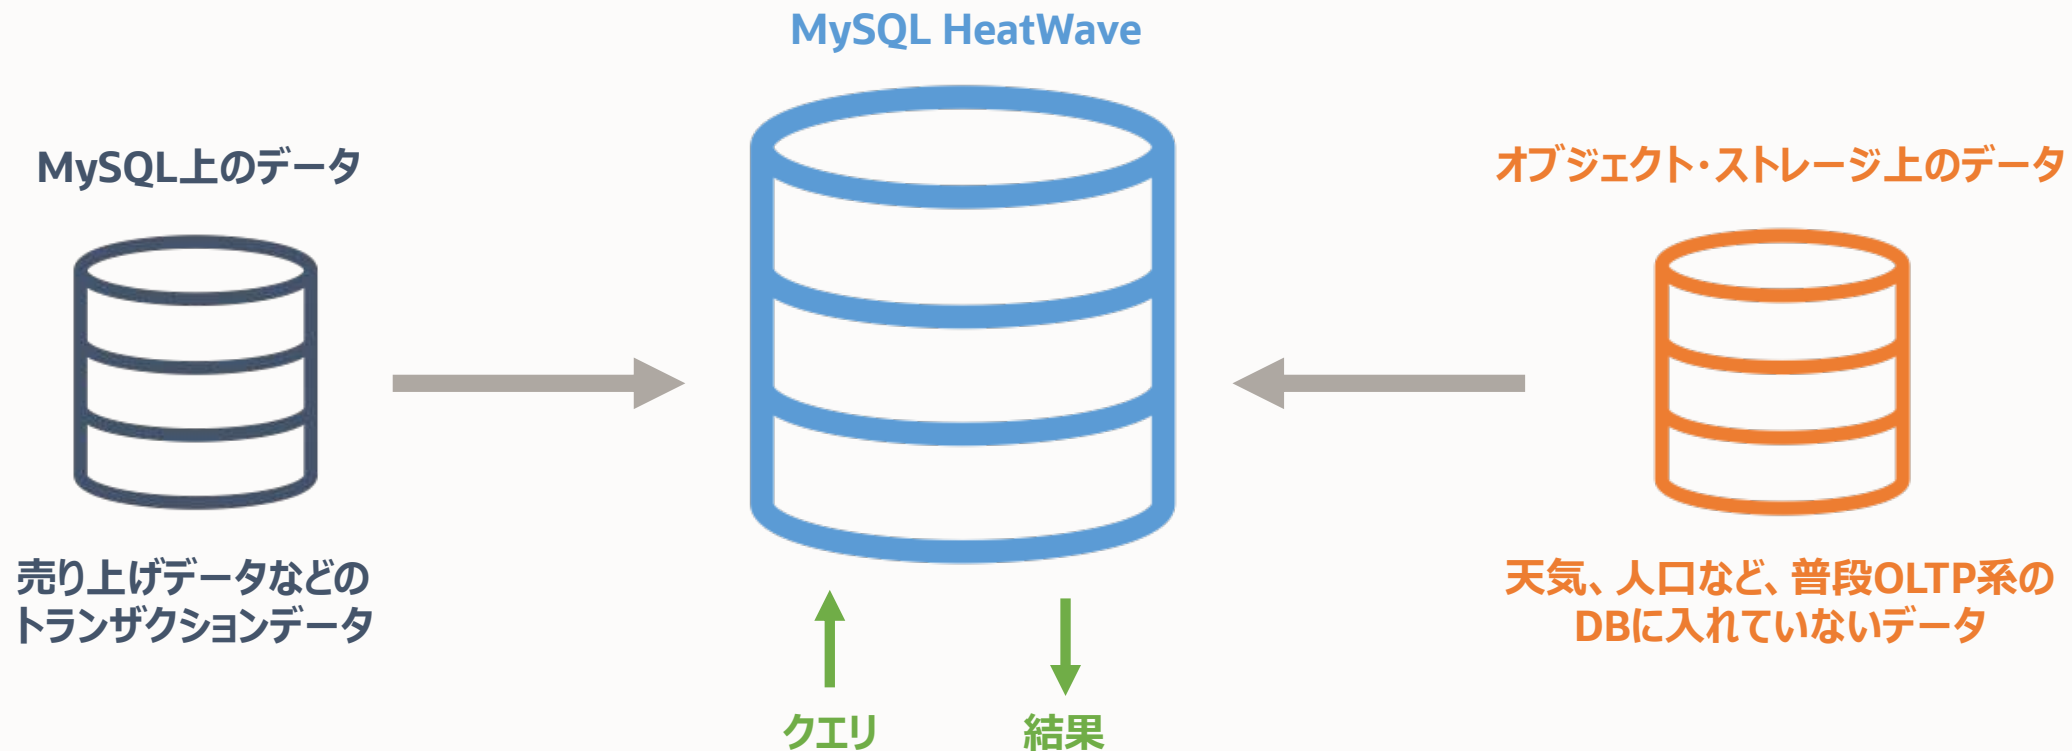 MySQL HeatWave
MySQL上のデータ
オブジェクト・ストレージ上のデータ
売り上げデータなどの
トランザクションデータ
天気、人口など、普段OLTP系の
DBに入れていないデータ
クエリ
結果